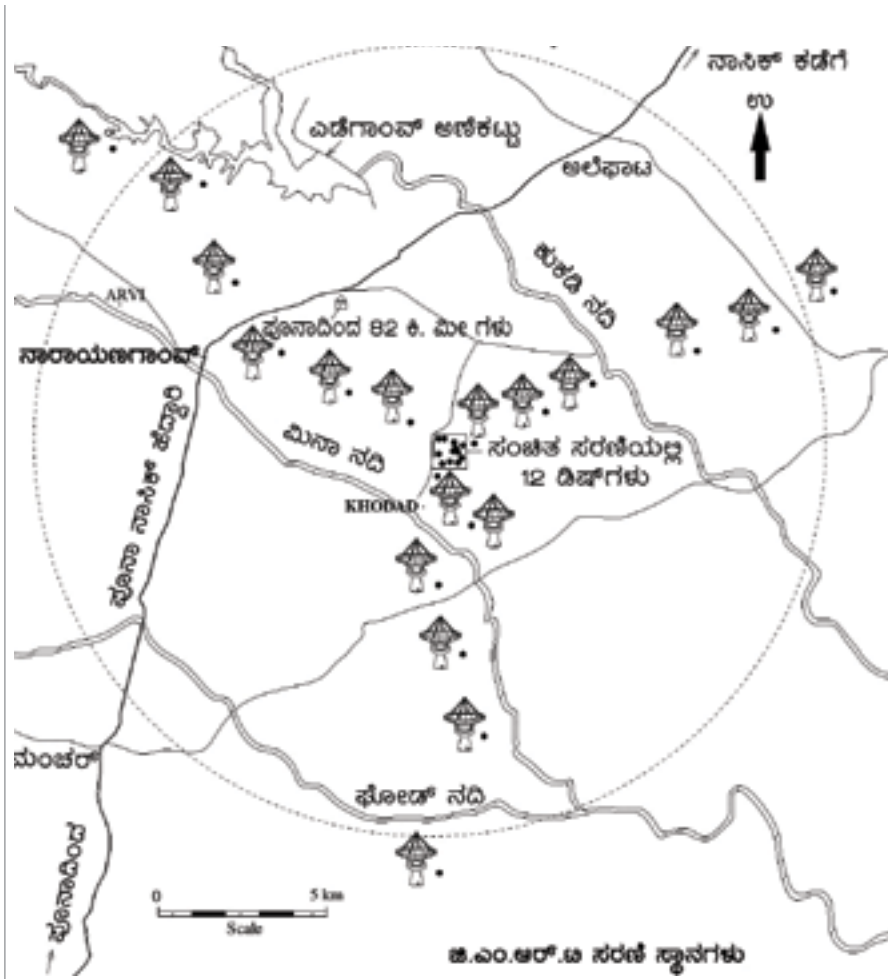 ನಾಸಿಕ್ ಕಡೆಗೆ
ಉ
ಎಡೆಗಾಂವ್ ಅಣೆಕಟ್ಟು
ಅಲೆಫಾಟ
ಕುಕಡಿ ನದಿ
ARVI
ಪೂನಾದಿಂದ 82 ಕಿ. ಮೀ ಗಳು
ನಾರಾಯಣಗಾಂವ್
ಮಿನಾ ನದಿ
ಸಂಚಿತ ಸರಣಿಯಲ್ಲಿ
12 ಡಿಷ್‌ಗಳು
KHODAD
ಪೂನಾ ನಾಸಿಕ್ ಹೆದ್ದಾರಿ
ಮಂಚರ್
ಘೋಡ್ ನದಿ
ಪೂನಾದಿಂದ
0 5 km
Scale
ಜಿ.ಎಂ.ಆರ್.ಟಿ ಸರಣಿ ಸ್ಥಾನಗಳು